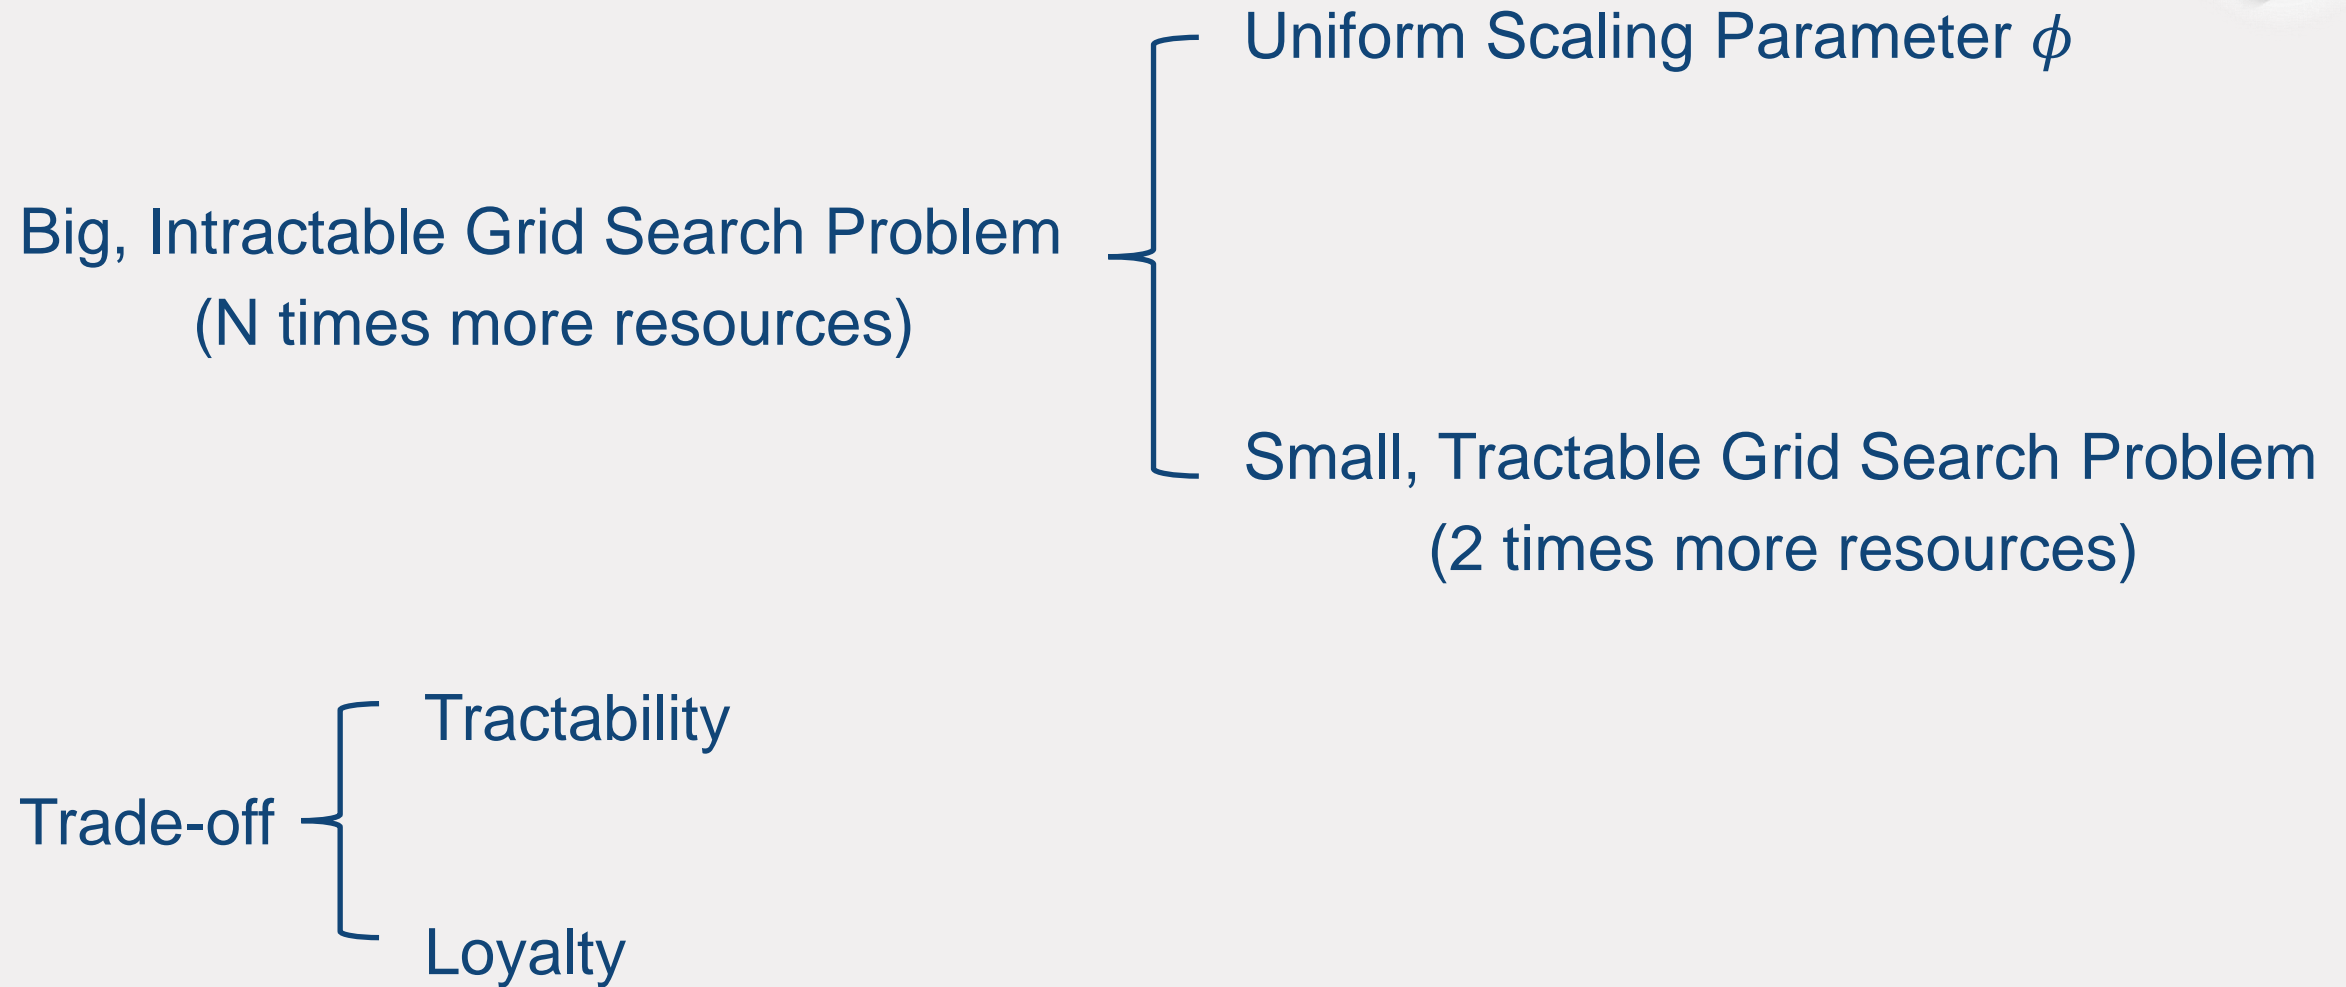 Uniform Scaling Parameter ϕ
Big, Intractable Grid Search Problem
(N times more resources)
Small, Tractable Grid Search Problem
(2 times more resources)
Tractability
Trade-off
Loyalty